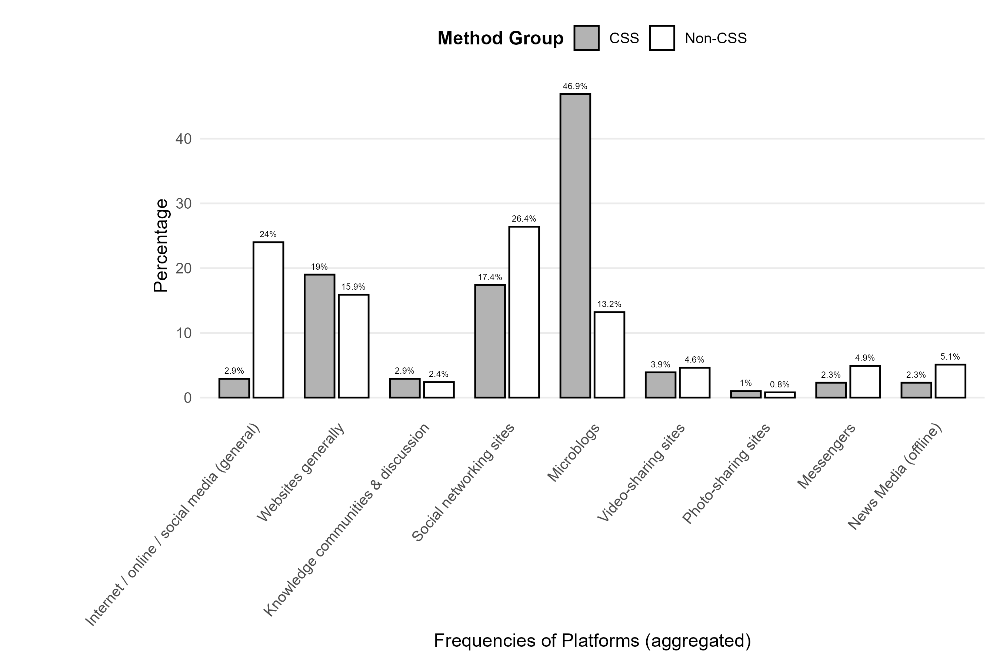 Method Group CSS Non-CSS
46.9%
40
30
26.4%
24%
20
19%
17.4%
15.9%
13.2%
10
2.9%
2.9%
2.4%
3.9%
4.6%
1%
0.8%
2.3%
4.9%
2.3%
5.1%
0
Percentage
Internet / online / social media (general)
Websites generally
Knowledge communities & discussion
Social networking sites
Microblogs
Video-sharing sites
Photo-sharing sites
Messengers
News Media (offline)
Frequencies of Platforms (aggregated)